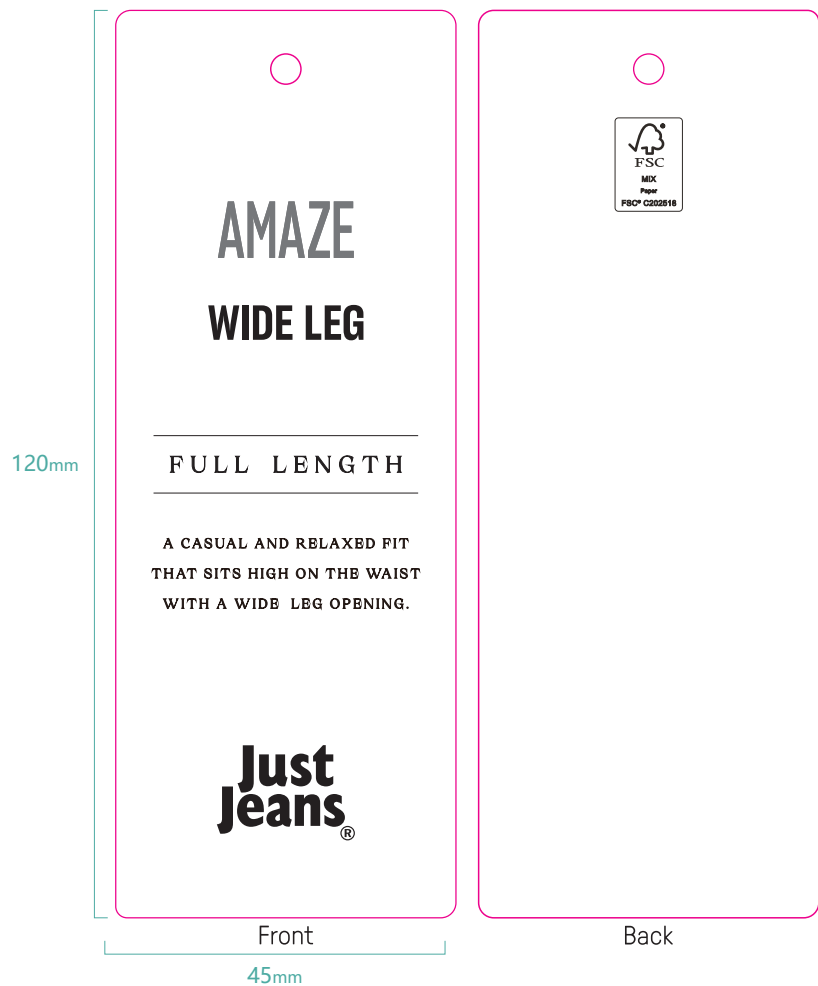 AMAZE
WIDE LEG
FULL LENGTH
A CASUAL AND RELAXED FIT
THAT SITS HIGH ON THE WAIST
WITH A WIDE LEG OPENING.
Just
Jeans®
Front
45mm
120mm
FSC
MIX
Paper
FSC® C202518
Back